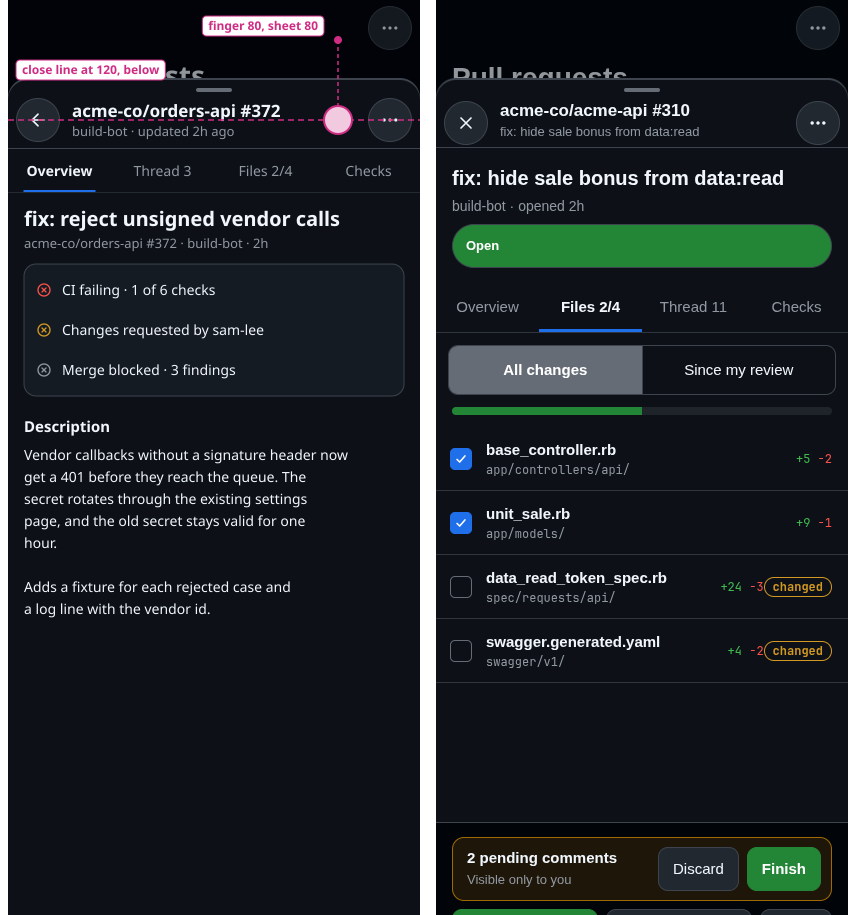 finger 80, sheet 80
close line at 120, below
sts
acme-co/orders-api #372
build-bot · updated 2h ago
Overview
Thread 3
Files 2/4
Checks
fix: reject unsigned vendor calls
acme-co/orders-api #372 · build-bot · 2h
CI failing · 1 of 6 checks
Changes requested by sam-lee
Merge blocked · 3 findings
Description
Vendor callbacks without a signature header now
get a 401 before they reach the queue. The
secret rotates through the existing settings
page, and the old secret stays valid for one
hour.
Adds a fixture for each rejected case and
a log line with the vendor id.
Pull requests
acme-co/acme-api #310
fix: hide sale bonus from data:read
fix: hide sale bonus from data:read
build-bot · opened 2h
Open
Overview
Files 2/4
Thread 11
Checks
All changes
Since my review
base_controller.rb
app/controllers/api/
+5 -2
unit_sale.rb
app/models/
+9 -1
data_read_token_spec.rb
spec/requests/api/
+24 -3
changed
swagger.generated.yaml
swagger/v1/
+4 -2
changed
2 pending comments
Visible only to you
Discard
Finish